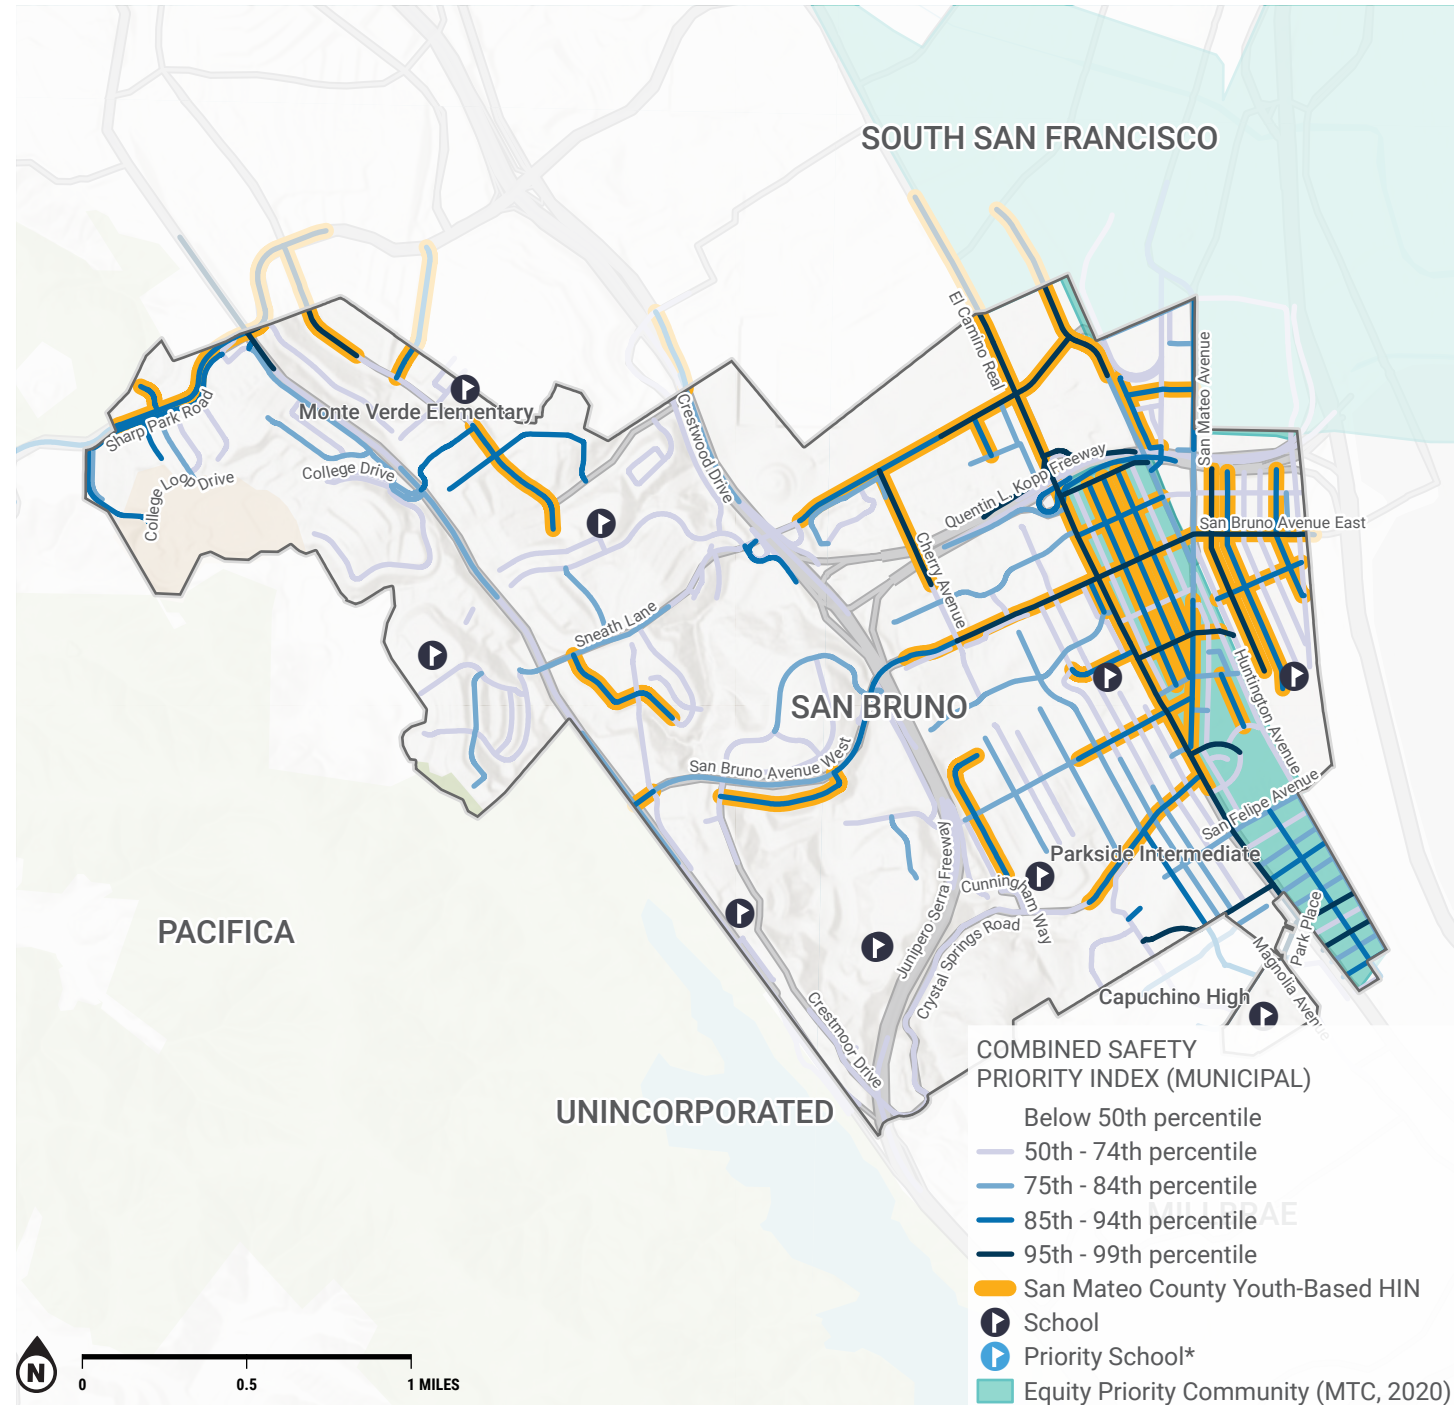 SOUTH SAN FRANCISCO
El Camino Real
San Mateo Avenue
Monte Verde Elementary
Sharp Park Road
College Drive
College Loop Drive
Crestwood Drive
Quentin L. Kopp Freeway
San Bruno Avenue East
Cherry Avenue
Sneath Lane
SAN BRUNO
Huntington Avenue
San Bruno Avenue West
San Felipe Avenue
Parkside Intermediate
Cunningham Way
Junipero Serra Freeway
Crystal Springs Road
PACIFICA
Park Place
Magnolia Avenue
Capuchino High
Crestmoor Drive
UNINCORPORATED
MILLBRAE
COMBINED SAFETY
PRIORITY INDEX (MUNICIPAL)
Below 50th percentile
50th - 74th percentile
75th - 84th percentile
85th - 94th percentile
95th - 99th percentile
San Mateo County Youth-Based HIN
School
Priority School*
Equity Priority Community (MTC, 2020)
N
0 0.5 1 MILES